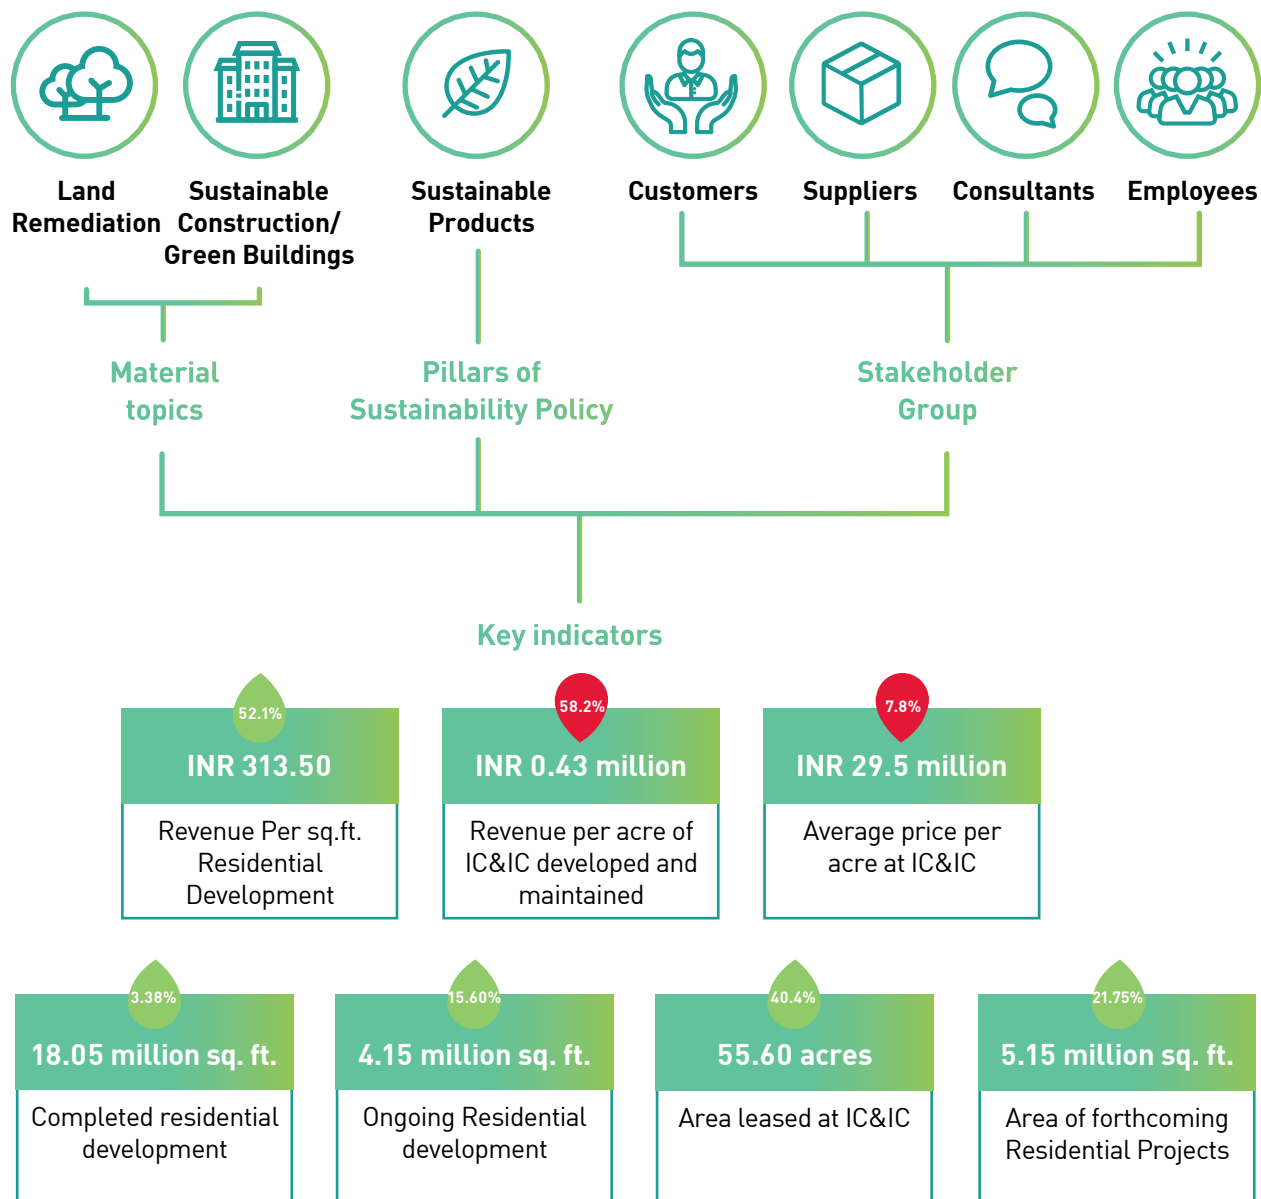 Land
Remediation
Sustainable
Construction/
Green Buildings
Sustainable
Products
Customers
Suppliers
Consultants
Employees
Material
topics
Pillars of
Sustainability Policy
Stakeholder
Group
Key indicators
52.1%
INR 313.50
Revenue Per sq.ft.
Residential
Development
58.2%
INR 0.43 million
Revenue per acre of
IC&IC developed and
maintained
7.8%
INR 29.5 million
Average price per
acre at IC&IC
3.38%
18.05 million sq. ft.
Completed residential
development
15.60%
4.15 million sq. ft.
Ongoing Residential
development
40.4%
55.60 acres
Area leased at IC&IC
21.75%
5.15 million sq. ft.
Area of forthcoming
Residential Projects